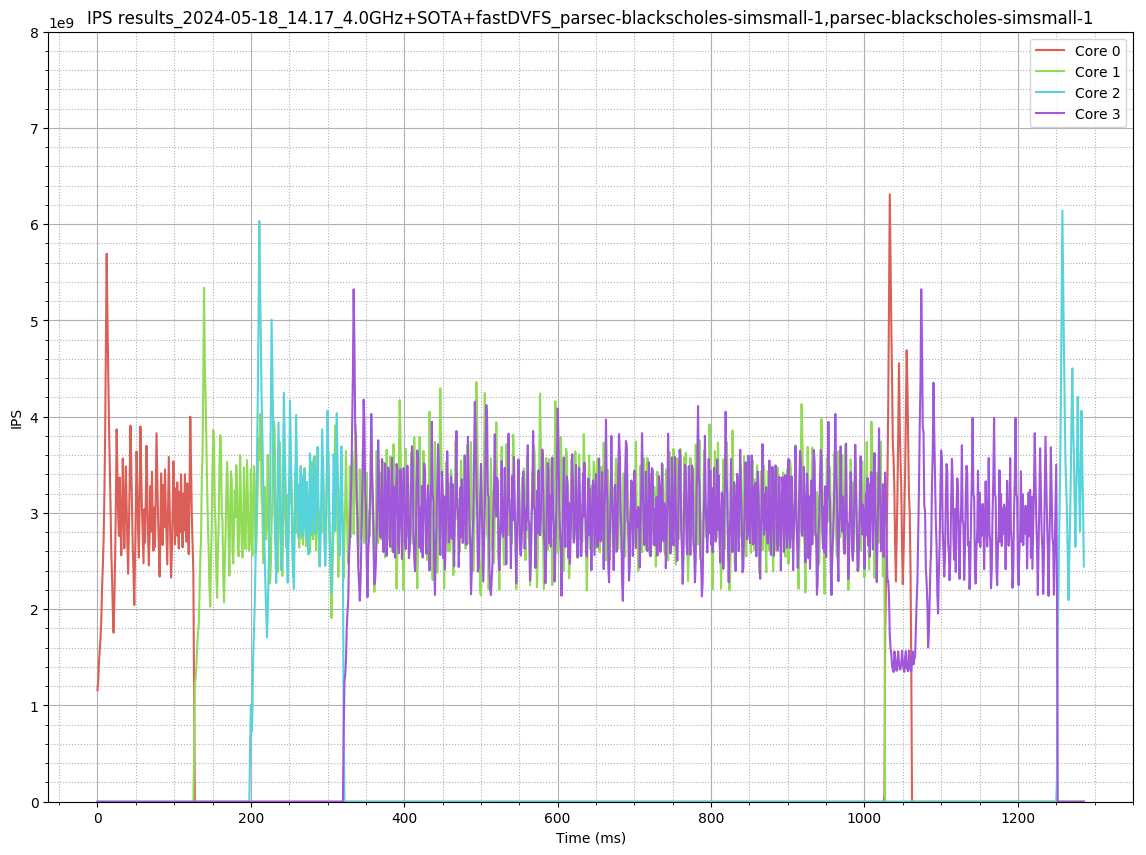 IPS results_2024-05-18_14.17_4.0GHz+SOTA+fastDVFS_parsec-blackscholes-simsmall-1,parsec-blackscholes-simsmall-1
1e9
8
7
6
5
4
3
2
1
0
IPS
Core 0
Core 1
Core 2
Core 3
0 200 400 600 800 1000 1200
Time (ms)